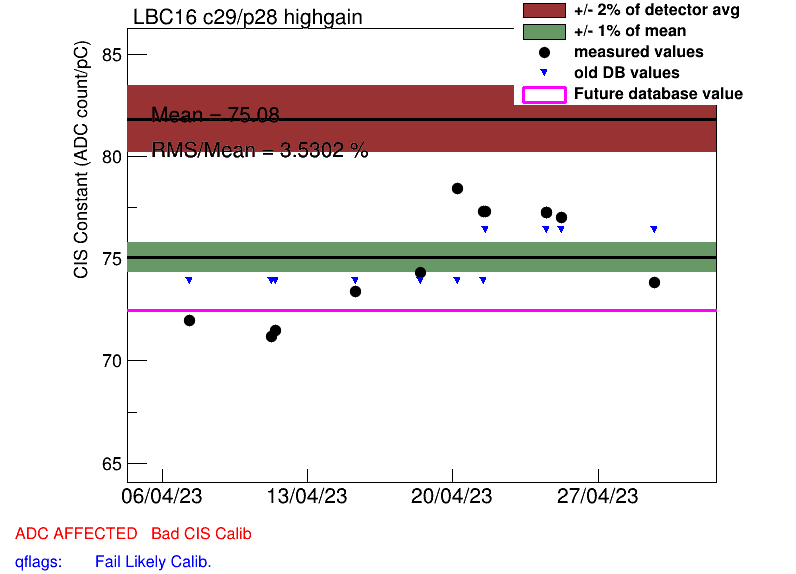 LBC16 c29/p28 highgain
+/- 2% of detector avg
+/- 1% of mean
measured values
old DB values
Future database value
CIS Constant (ADC count/pC)
85
80
75
70
65
Mean = 75.08
RMS/Mean = 3.5302 %
06/04/23 13/04/23 20/04/23 27/04/23
ADC AFFECTED Bad CIS Calib
qflags: Fail Likely Calib.